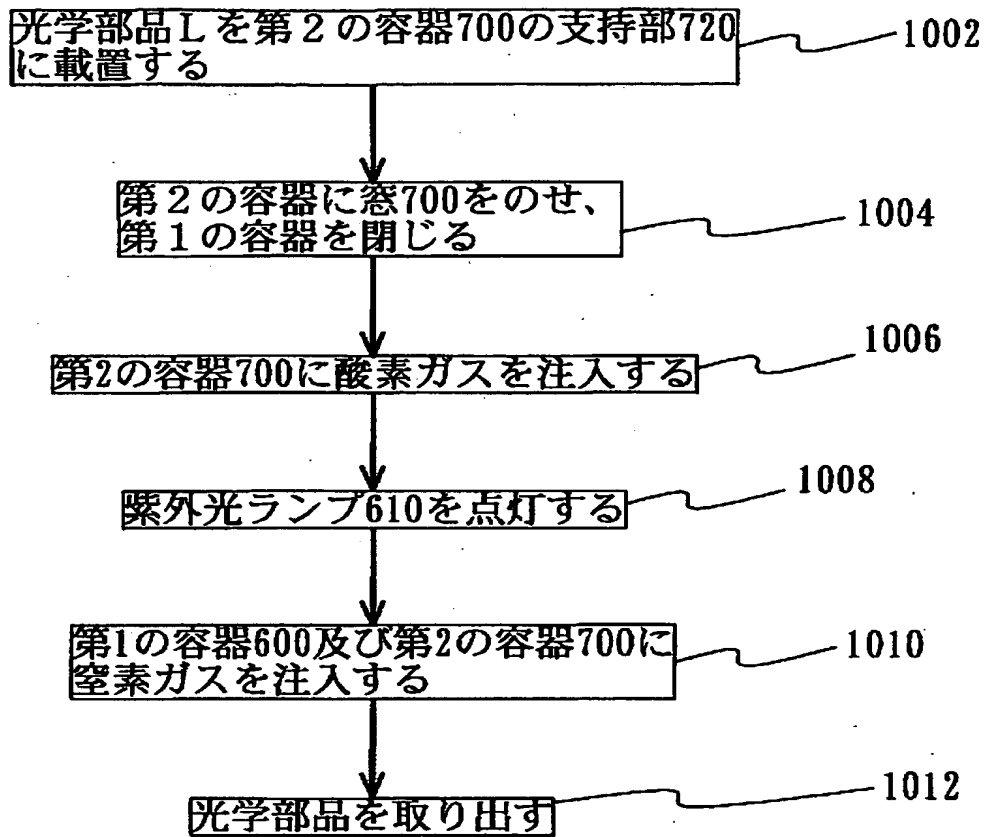 光学部品Lを第2の容器700の支持部720
に載置する
1002
第2の容器に窓700をのせ、
第1の容器を閉じる
1004
第2の容器700に酸素ガスを注入する
1006
紫外光ランプ610を点灯する
1008
第1の容器600及び第2の容器700に
窒素ガスを注入する
1010
光学部品を取り出す
1012